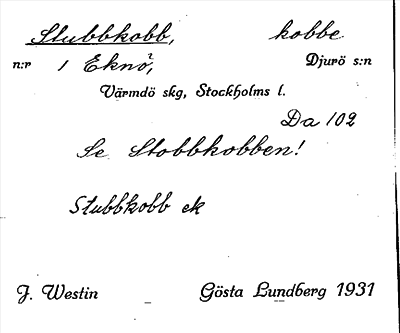 Stubbkobb, kobbe
n:r 1 Eknö, Djurö s:n
Värmdö skg, Stockholms l.
Da 102
Se Stobbkobben!
Stubbkobb ek
J. Westin Gösta Lundberg 1931